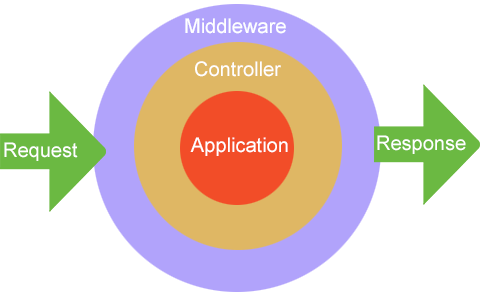 Middleware
Controller
Application
Request
Response